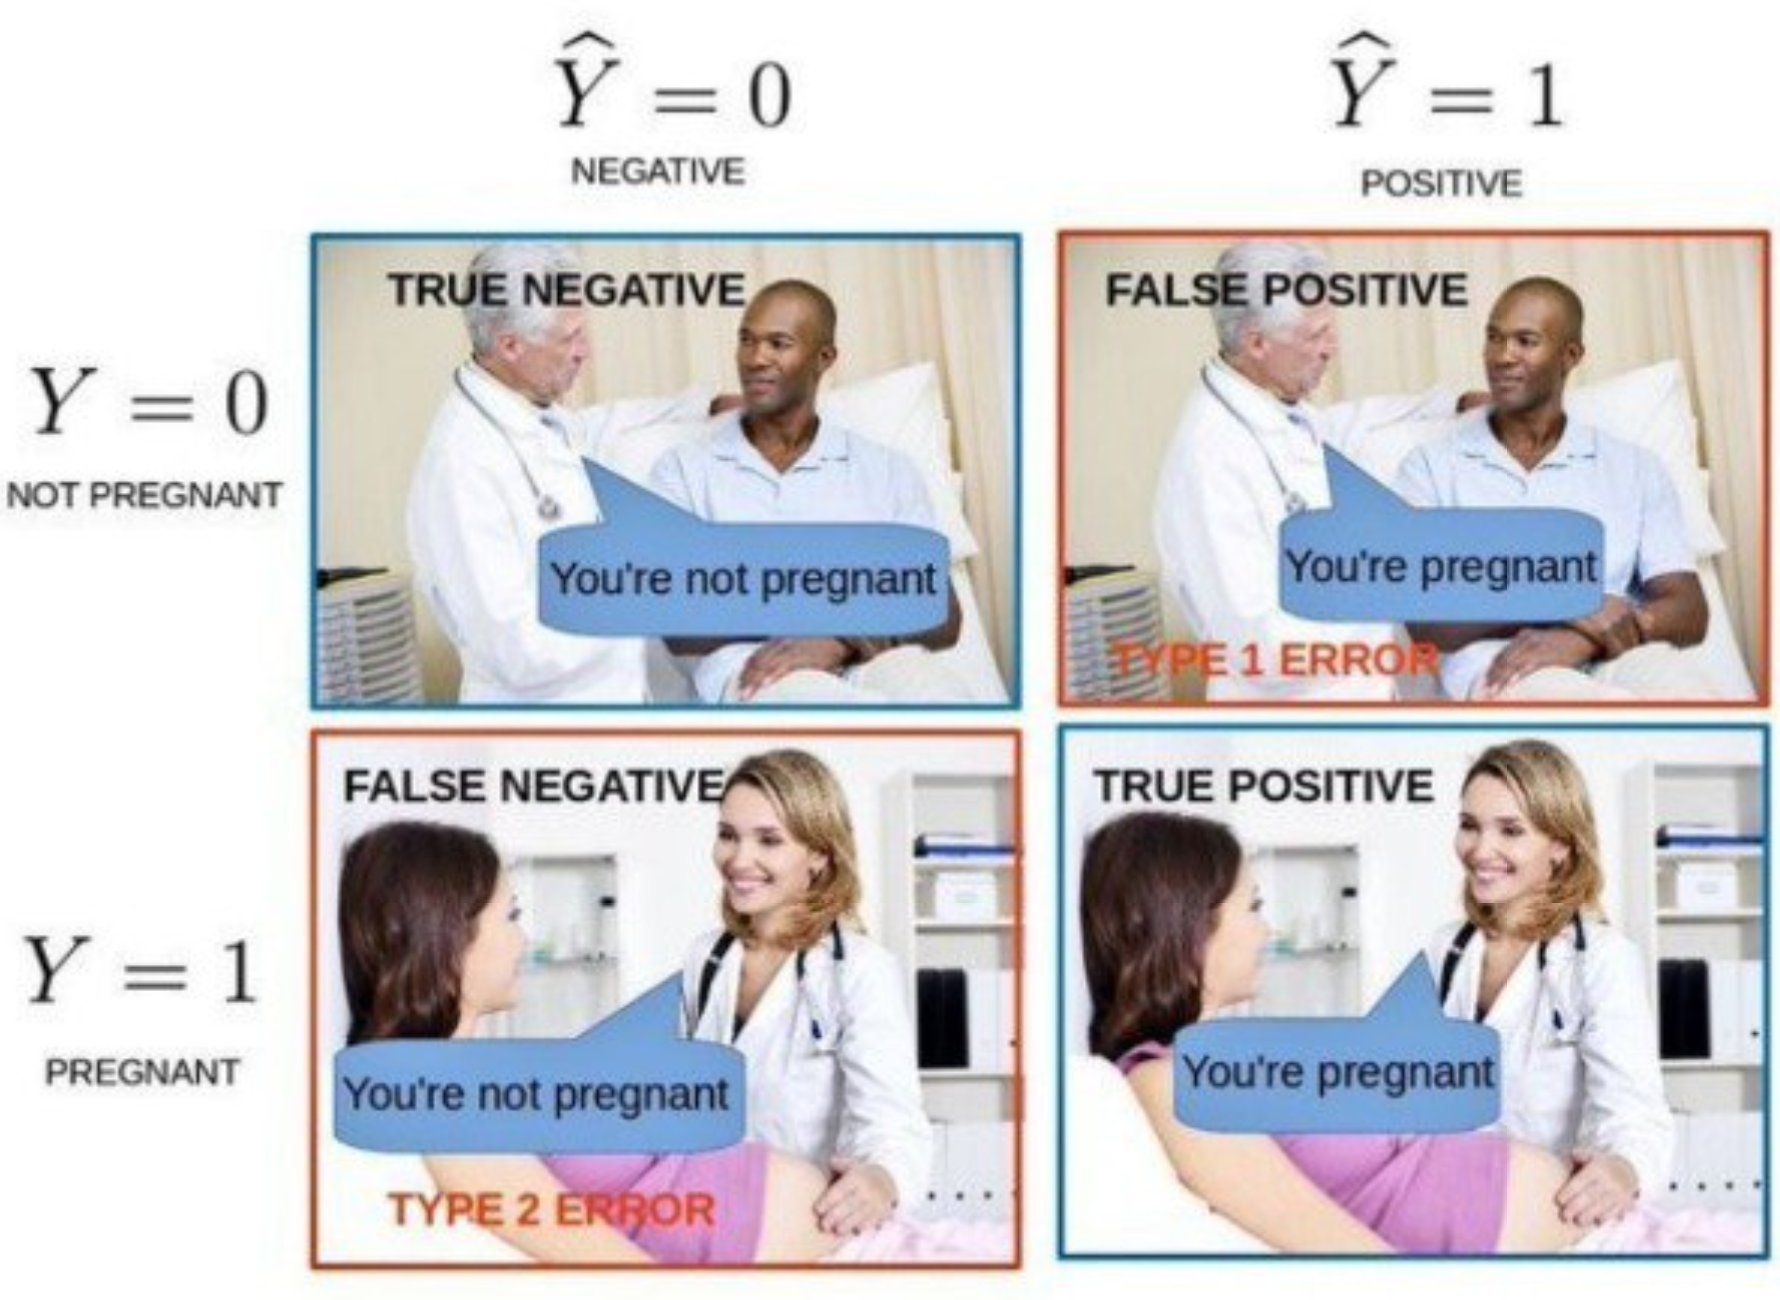 Ŷ = 0
NEGATIVE
Ŷ = 1
POSITIVE
Y = 0
NOT PREGNANT
TRUE NEGATIVE
You're not pregnant
FALSE POSITIVE
You're pregnant
TYPE 1 ERROR
Y = 1
PREGNANT
FALSE NEGATIVE
You're not pregnant
TYPE 2 ERROR
TRUE POSITIVE
You're pregnant